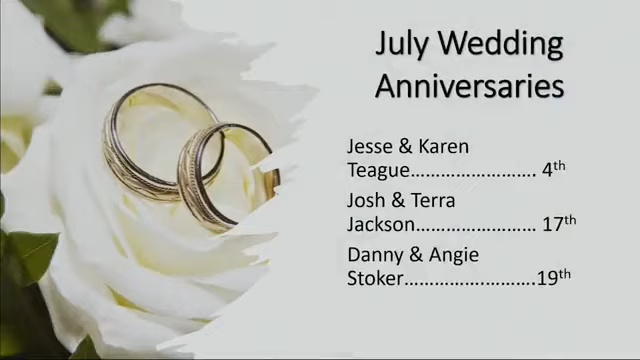 July Wedding
Anniversaries
Jesse & Karen
Teague……………………. 4th
Josh & Terra
Jackson…………………… 17th
Danny & Angie
Stoker…………….……….19th